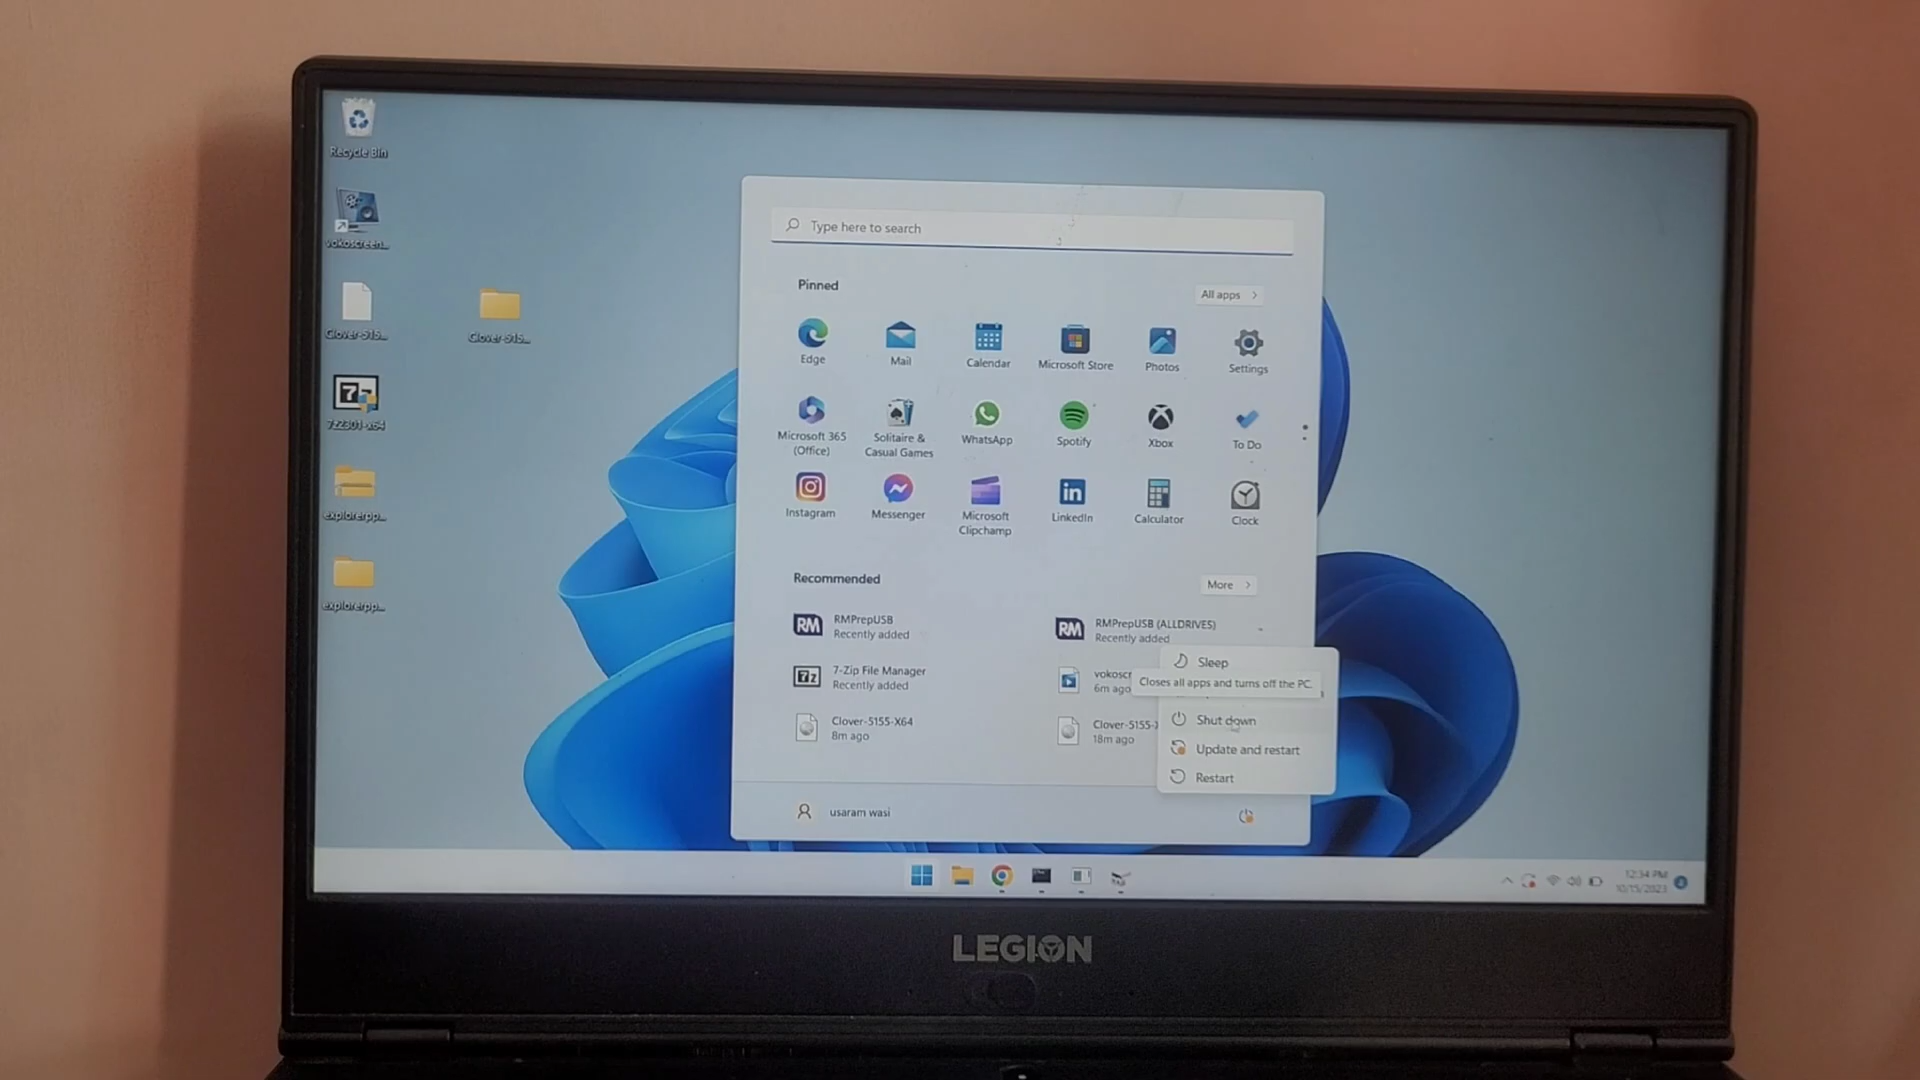 Recycle Bin
vokoscreen...
Clover-515...
Clover-515...
7z2301-x64
explorerpp...
explorerpp...
Type here to search
Pinned
All apps >
Edge
Mail
Calendar
Microsoft Store
Photos
Settings
Microsoft 365
(Office)
Solitaire &
Casual Games
WhatsApp
Spotify
Xbox
To Do
Instagram
Messenger
Microsoft
Clipchamp
LinkedIn
Calculator
Clock
Recommended
More >
RMPrepUSB
Recently added
RMPrepUSB (ALLDRIVES)
Recently added
7-Zip File Manager
Recently added
vokoscr
6m ago
Clover-5155-X64
8m ago
Clover-5155-X
18m ago
Sleep
Closes all apps and turns off the PC.
Shut down
Update and restart
Restart
usaram wasi
12:34 PM
10/15/2023
LEGION